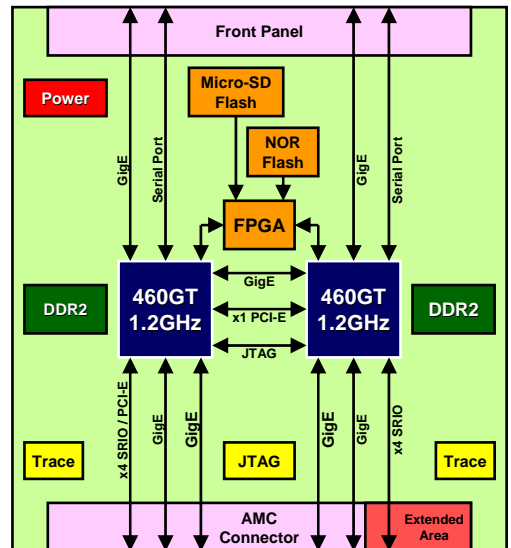 Front Panel
Micro-SD
Flash
Power
NOR
Flash
GigE
Serial Port
GigE
Serial Port
FPGA
460GT
1.2GHz
GigE
x1 PCI-E
JTAG
460GT
1.2GHz
DDR2
DDR2
x4 SRIO / PCI-E
GigE
GigE
GigE
GigE
x4 SRIO
Trace
JTAG
Trace
AMC
Connector
Extended
Area